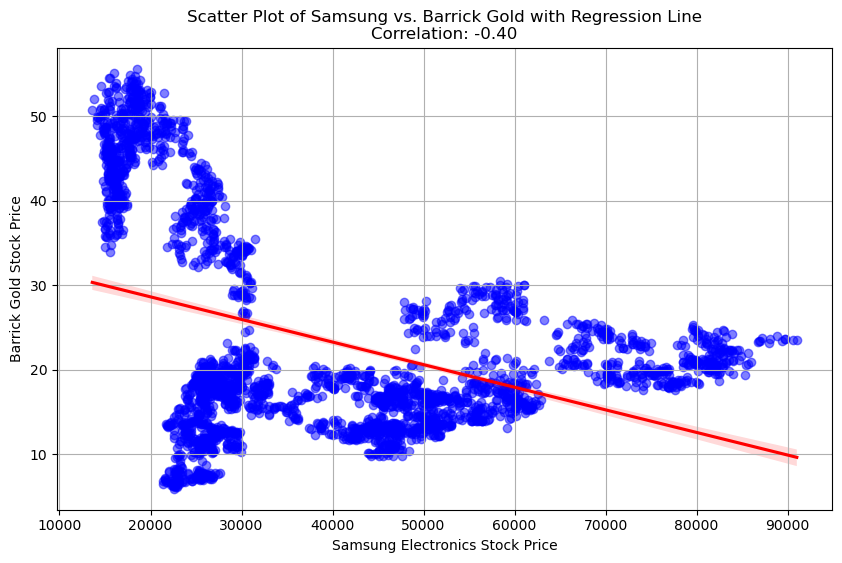 Scatter Plot of Samsung vs. Barrick Gold with Regression Line
Correlation: -0.40
50
40
30
20
10
Barrick Gold Stock Price
10000 20000 30000 40000 50000 60000 70000 80000 90000
Samsung Electronics Stock Price